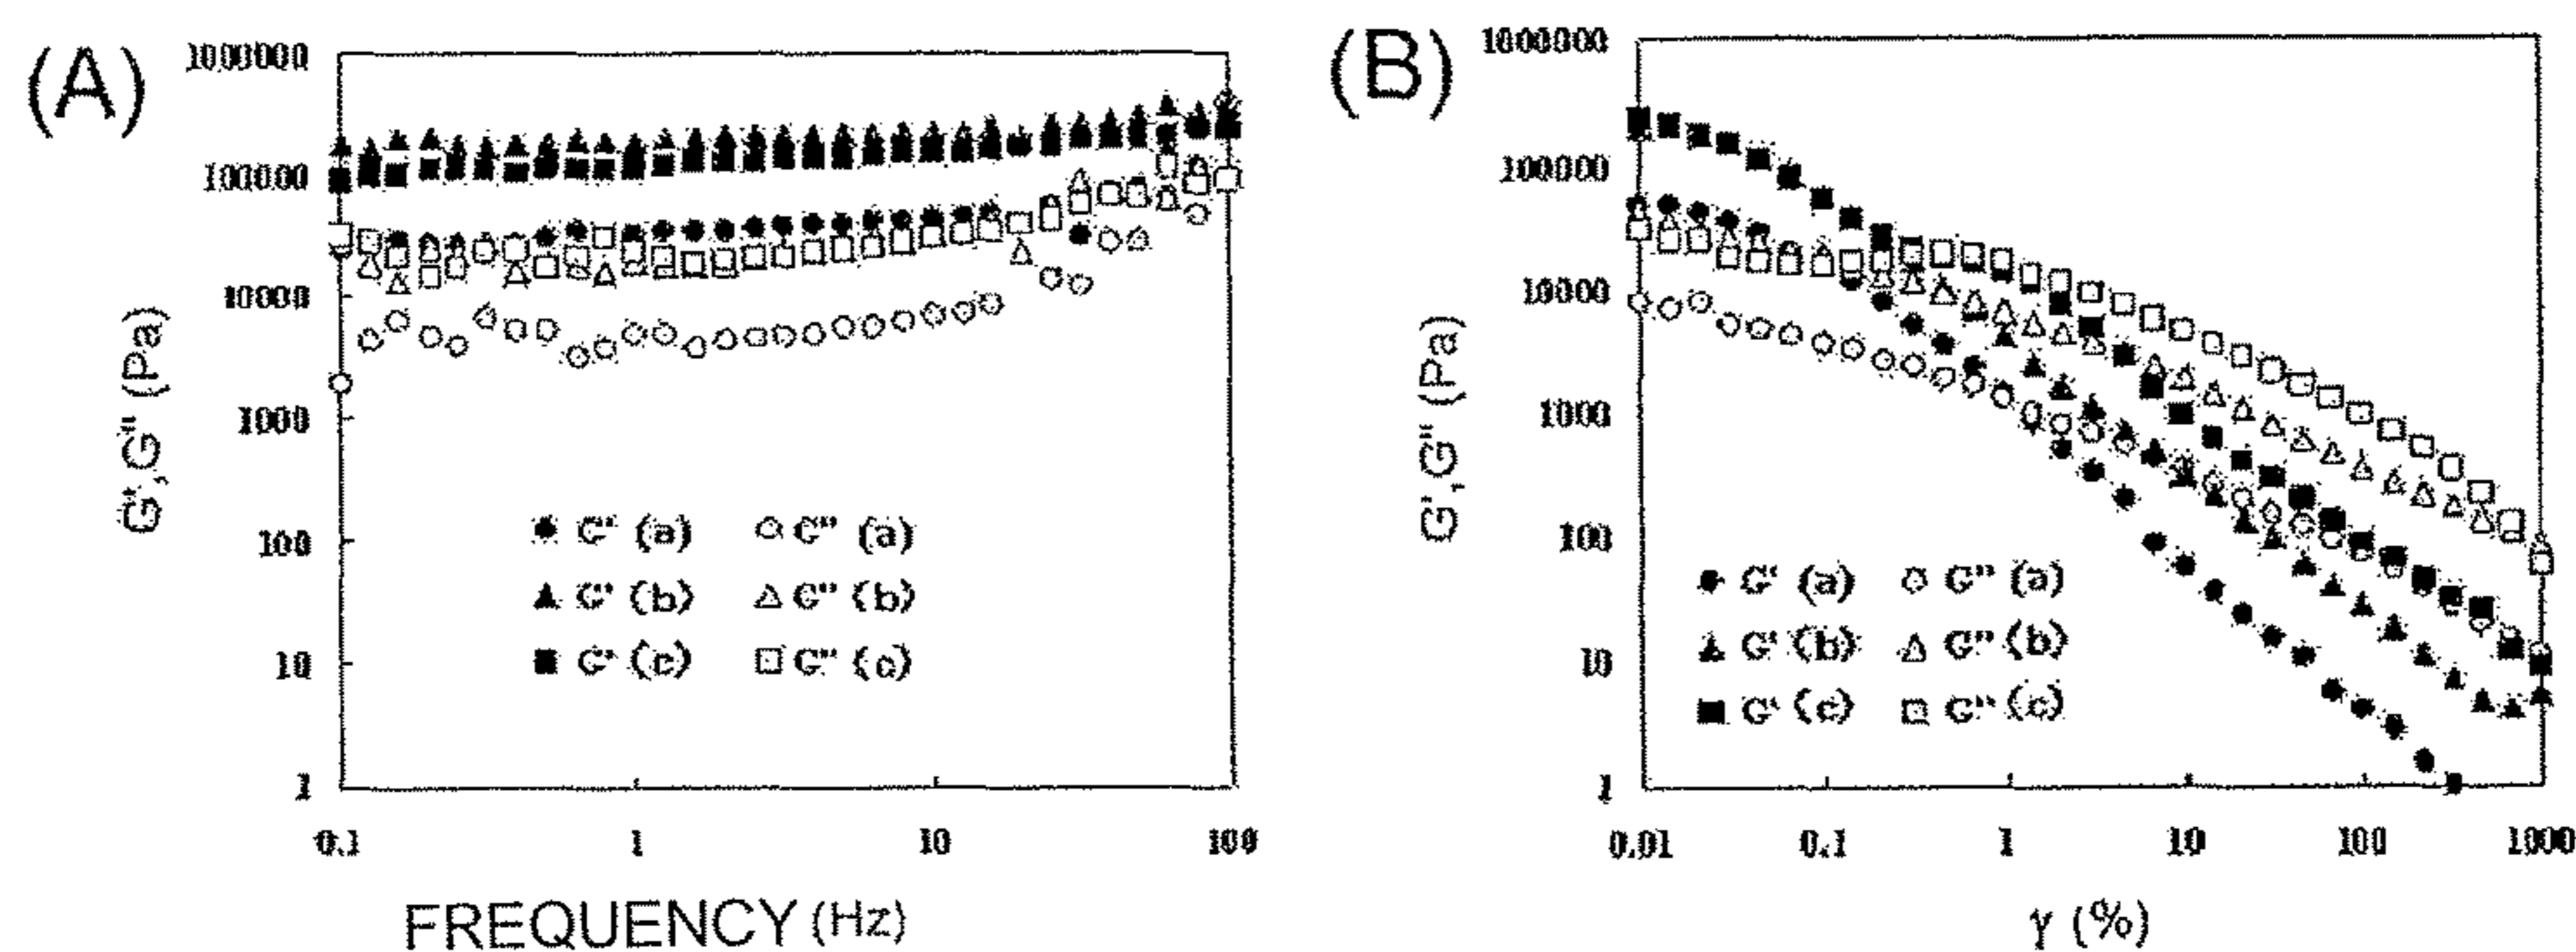 (A)
1000000
100000
10000
1000
100
10
1
G',G'' (Pa)
G' (a) G'' (a)
G' (b) G'' (b)
G' (c) G'' (c)
0.1 1 10 100
FREQUENCY (Hz)
(B)
1000000
100000
10000
1000
100
10
1
G',G'' (Pa)
G' (a) G'' (a)
G' (b) G'' (b)
G' (c) G'' (c)
0.01 0.1 1 10 100 1000
γ (%)